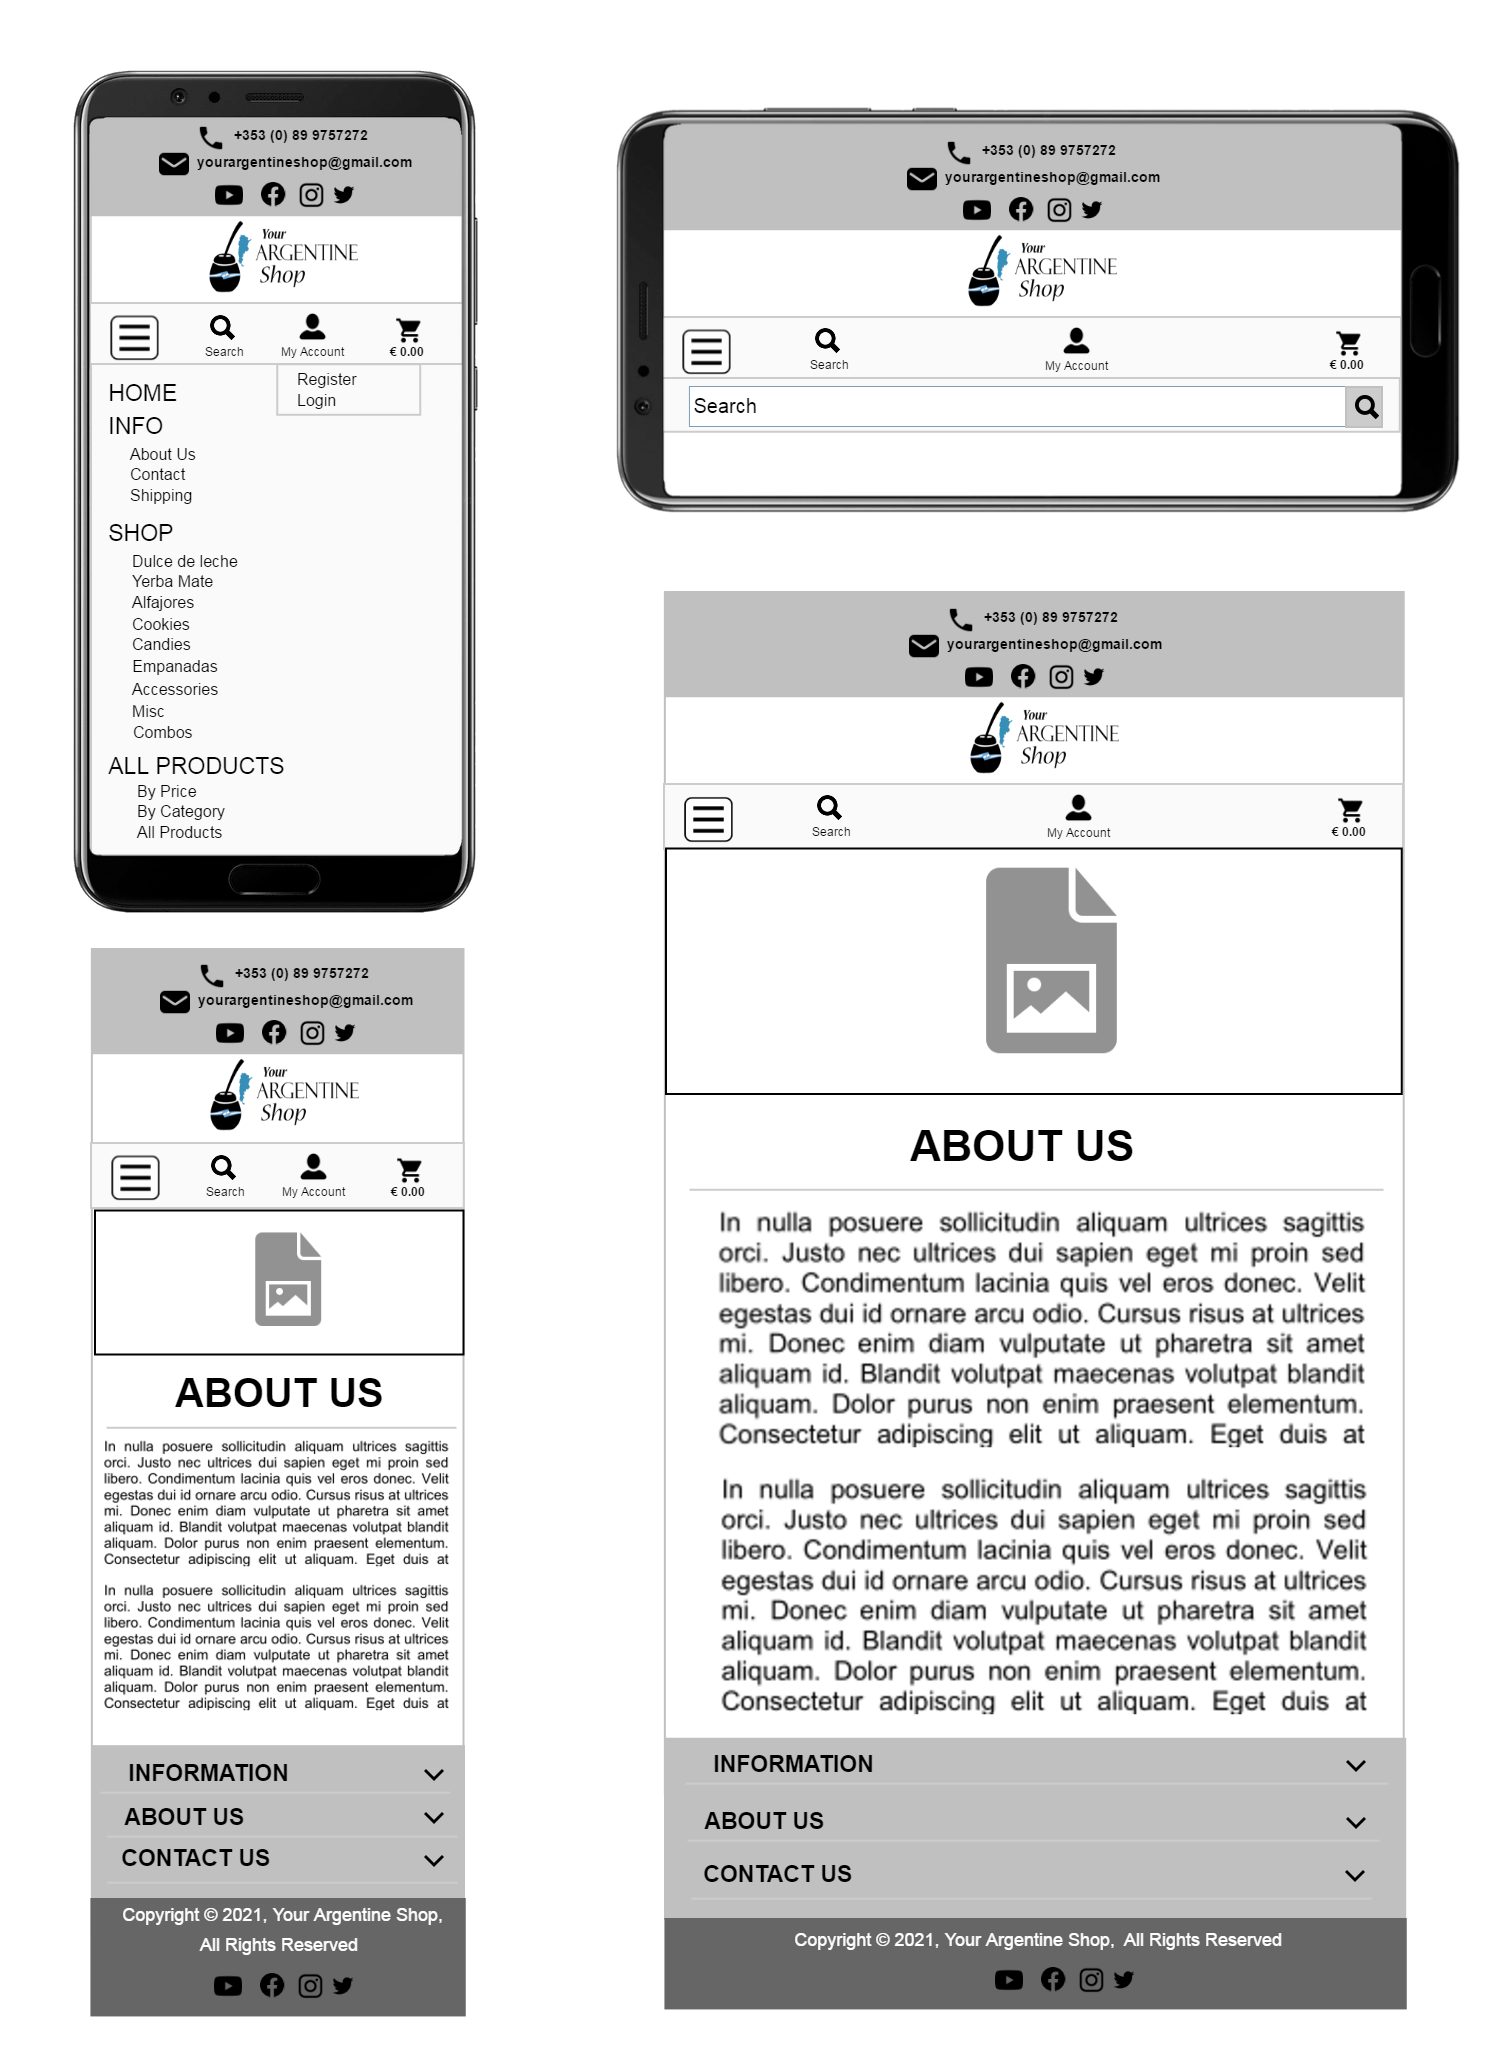 +353 (0) 89 9757272
yourargentineshop@gmail.com
Your
ARGENTINE
Shop
Search
My Account
€ 0.00
Register
Login
HOME
INFO
About Us
Contact
Shipping
SHOP
Dulce de leche
Yerba Mate
Alfajores
Cookies
Candies
Empanadas
Accessories
Misc
Combos
ALL PRODUCTS
By Price
By Category
All Products
+353 (0) 89 9757272
yourargentineshop@gmail.com
Your
ARGENTINE
Shop
Search
My Account
€ 0.00
Search
+353 (0) 89 9757272
yourargentineshop@gmail.com
Your
ARGENTINE
Shop
Search
My Account
€ 0.00
ABOUT US
In nulla posuere sollicitudin aliquam ultrices sagittis
orci. Justo nec ultrices dui sapien eget mi proin sed
libero. Condimentum lacinia quis vel eros donec. Velit
egestas dui id ornare arcu odio. Cursus risus at ultrices
mi. Donec enim diam vulputate ut pharetra sit amet
aliquam id. Blandit volutpat maecenas volutpat blandit
aliquam. Dolor purus non enim praesent elementum.
Consectetur adipiscing elit ut aliquam. Eget duis at
In nulla posuere sollicitudin aliquam ultrices sagittis
orci. Justo nec ultrices dui sapien eget mi proin sed
libero. Condimentum lacinia quis vel eros donec. Velit
egestas dui id ornare arcu odio. Cursus risus at ultrices
mi. Donec enim diam vulputate ut pharetra sit amet
aliquam id. Blandit volutpat maecenas volutpat blandit
aliquam. Dolor purus non enim praesent elementum.
Consectetur adipiscing elit ut aliquam. Eget duis at
INFORMATION
ABOUT US
CONTACT US
Copyright © 2021, Your Argentine Shop,
All Rights Reserved
+353 (0) 89 9757272
yourargentineshop@gmail.com
Your
ARGENTINE
Shop
Search
My Account
€ 0.00
ABOUT US
In nulla posuere sollicitudin aliquam ultrices sagittis
orci. Justo nec ultrices dui sapien eget mi proin sed
libero. Condimentum lacinia quis vel eros donec. Velit
egestas dui id ornare arcu odio. Cursus risus at ultrices
mi. Donec enim diam vulputate ut pharetra sit amet
aliquam id. Blandit volutpat maecenas volutpat blandit
aliquam. Dolor purus non enim praesent elementum.
Consectetur adipiscing elit ut aliquam. Eget duis at
In nulla posuere sollicitudin aliquam ultrices sagittis
orci. Justo nec ultrices dui sapien eget mi proin sed
libero. Condimentum lacinia quis vel eros donec. Velit
egestas dui id ornare arcu odio. Cursus risus at ultrices
mi. Donec enim diam vulputate ut pharetra sit amet
aliquam id. Blandit volutpat maecenas volutpat blandit
aliquam. Dolor purus non enim praesent elementum.
Consectetur adipiscing elit ut aliquam. Eget duis at
INFORMATION
ABOUT US
CONTACT US
Copyright © 2021, Your Argentine Shop, All Rights Reserved